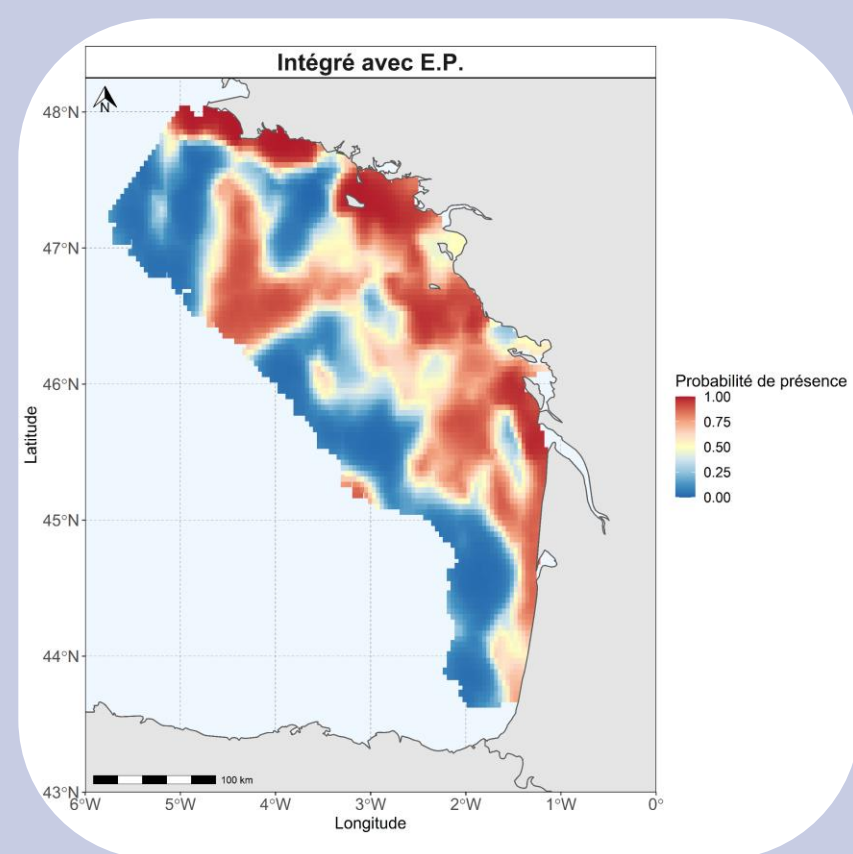 Intégré avec E.P.
N
48°N
47°N
46°N
45°N
44°N
43°N
Latitude
6°W 5°W 4°W 3°W 2°W 1°W 0°
Longitude
100 km
Probabilité de présence
1.00
0.75
0.50
0.25
0.00